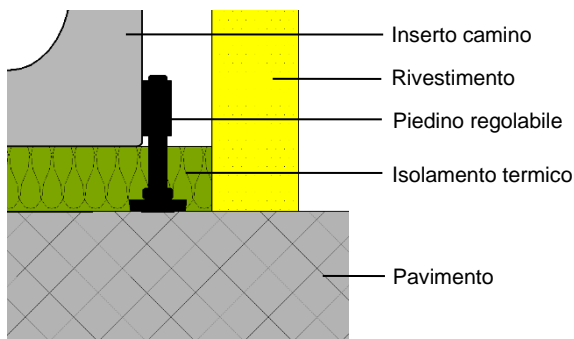 Inserto camino
Rivestimento
Piedino regolabile
Isolamento termico
Pavimento